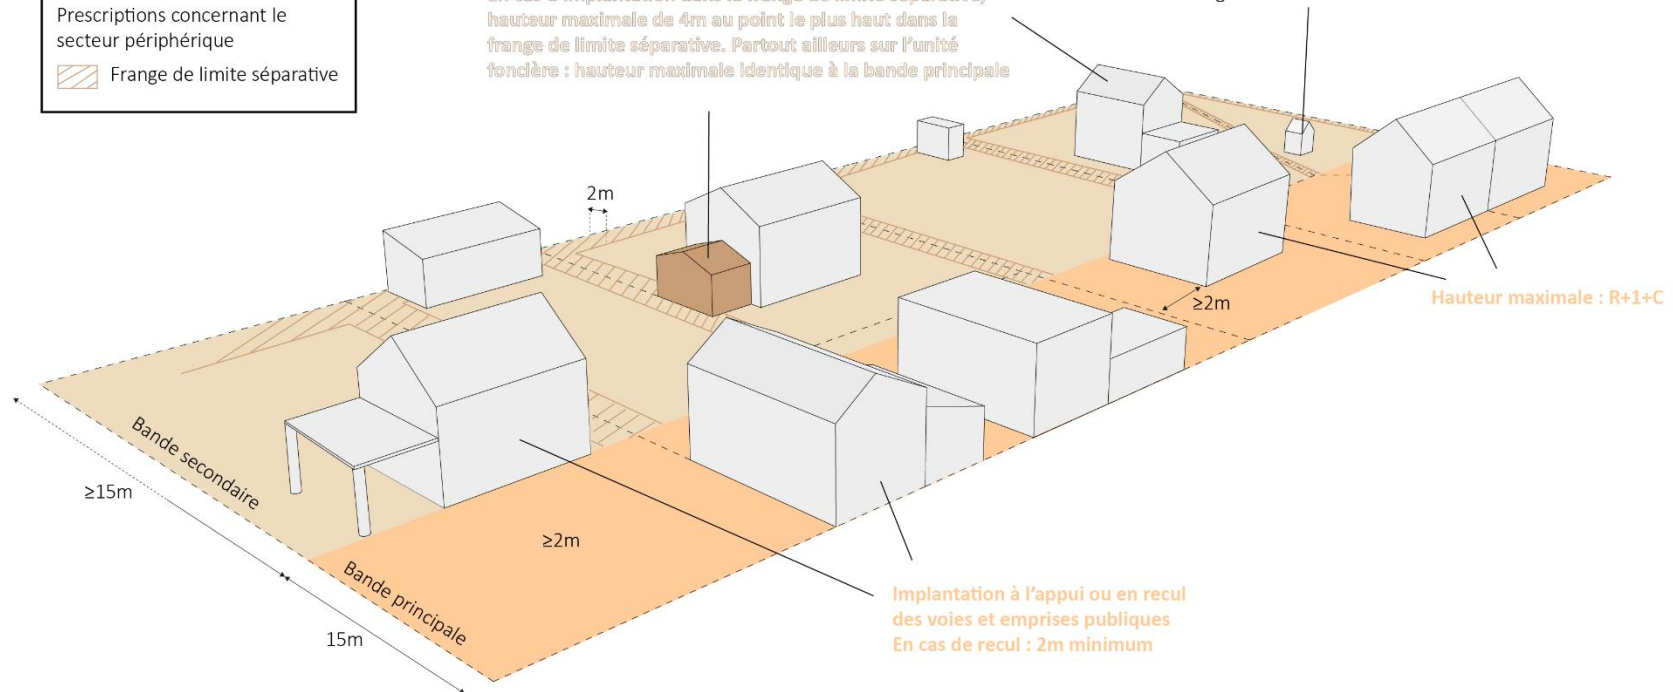 Prescriptions concernant le
secteur périphérique
Frange de limite séparative
hauteur maximale de 4m au point le plus haut dans la
frange de limite séparative. Partout ailleurs sur l'unité
foncière : hauteur maximale identique à la bande principale
2m
≥2m
Hauteur maximale : R+1+C
Bande secondaire
≥15m
≥2m
Bande principale
15m
Implantation à l'appui ou en recul
des voies et emprises publiques
En cas de recul : 2m minimum